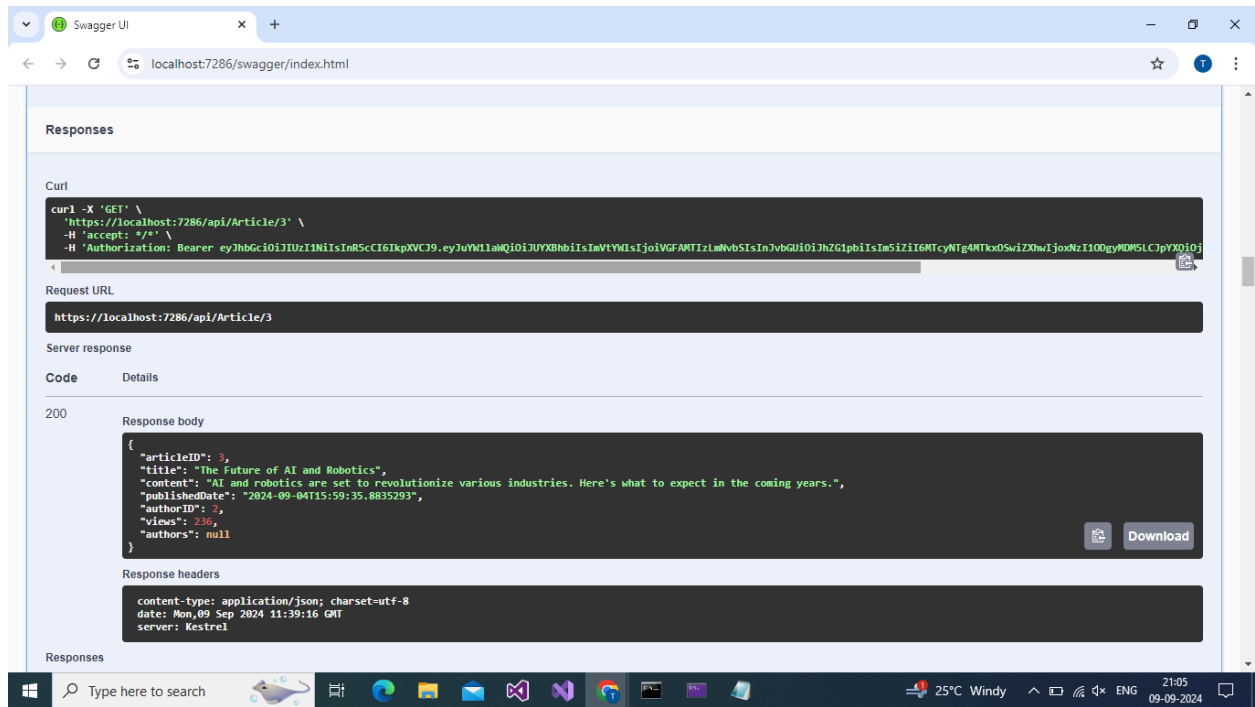 Swagger UI
localhost:7286/swagger/index.html
T
Responses
Curl
curl -X 'GET' \
'https://localhost:7286/api/Article/3' \
-H 'accept: */*' \
-H 'Authorization: Bearer
Request URL
https://localhost:7286/api/Article/3
Server response
Code Details
200
Response body
{
"articleID": 3,
"title": "The Future of AI and Robotics",
"content": "AI and robotics are set to revolutionize various industries. Here's what to expect in the coming years.",
"publishedDate": "2024-09-04T15:59:35.8835293",
"authorID": 2,
"views": 236,
"authors": null
}
Download
Response headers
content-type: application/json; charset=utf-8
date: Mon,09 Sep 2024 11:39:16 GMT
server: Kestrel
Responses
Type here to search
25°C Windy
ENG
21:05
09-09-2024